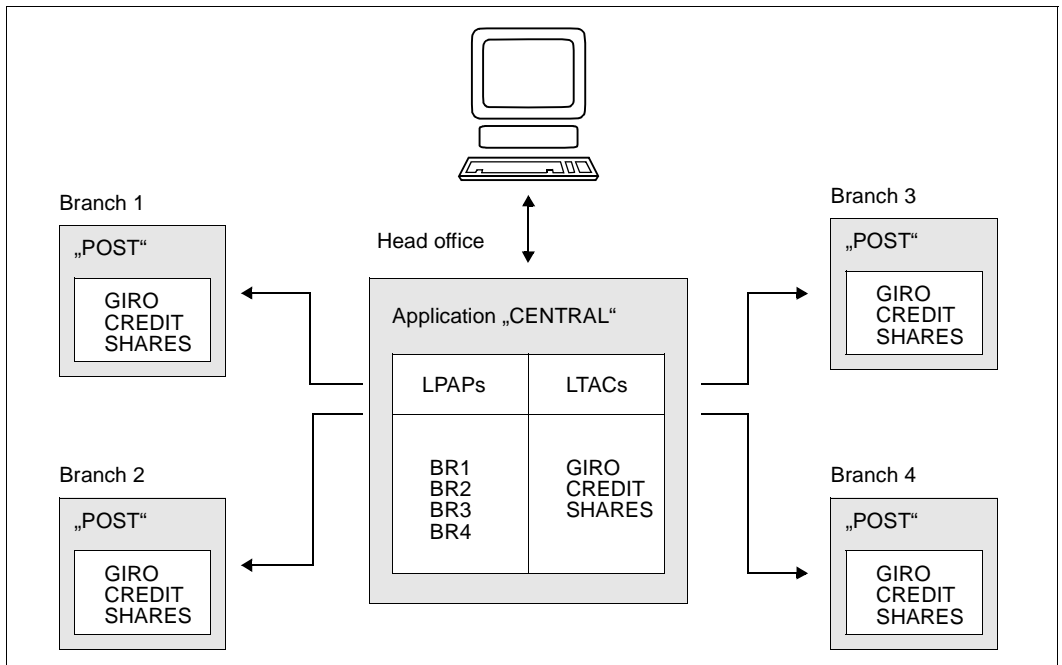 Branch 1
„POST“
GIRO
CREDIT
SHARES
Branch 2
„POST“
GIRO
CREDIT
SHARES
Head office
Application „CENTRAL“
LPAPs
LTACs
BR1
BR2
BR3
BR4
GIRO
CREDIT
SHARES
Branch 3
„POST“
GIRO
CREDIT
SHARES
Branch 4
„POST“
GIRO
CREDIT
SHARES